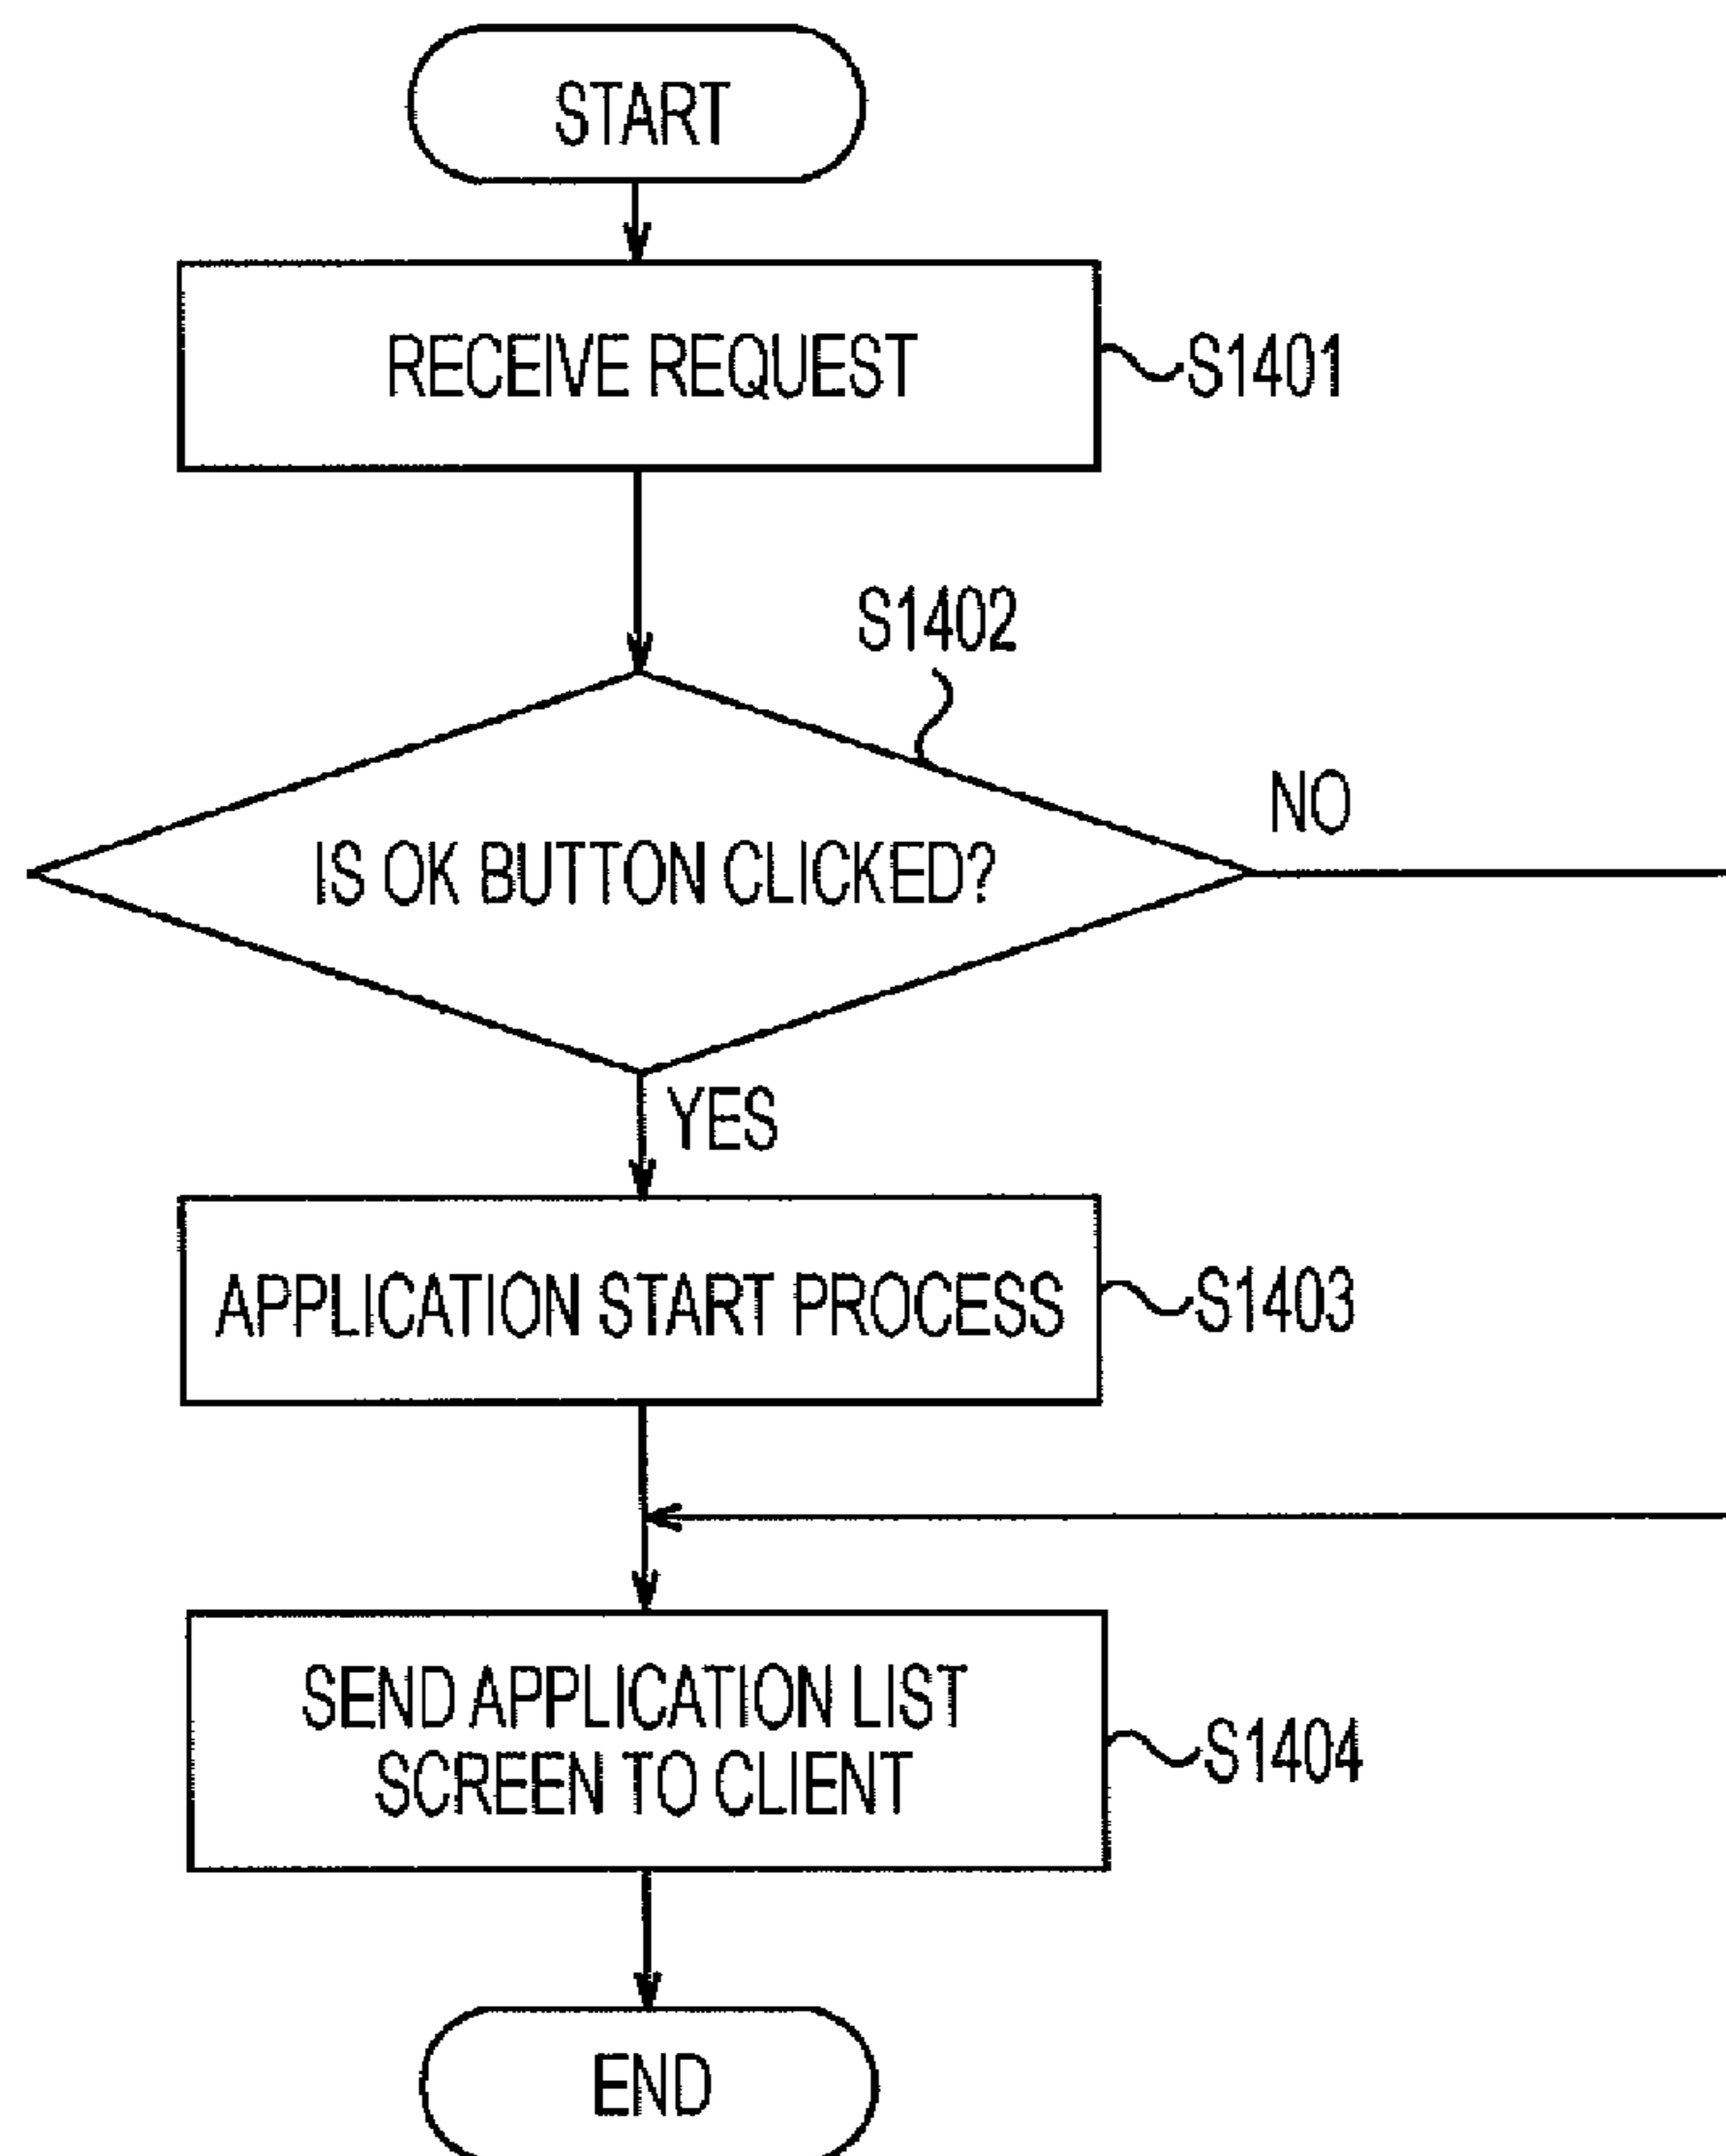 START
RECEIVE REQUEST
S1401
S1402
IS OK BUTTON CLICKED?
NO
YES
APPLICATION START PROCESS
S1403
SEND APPLICATION LIST
SCREEN TO CLIENT
S1404
END